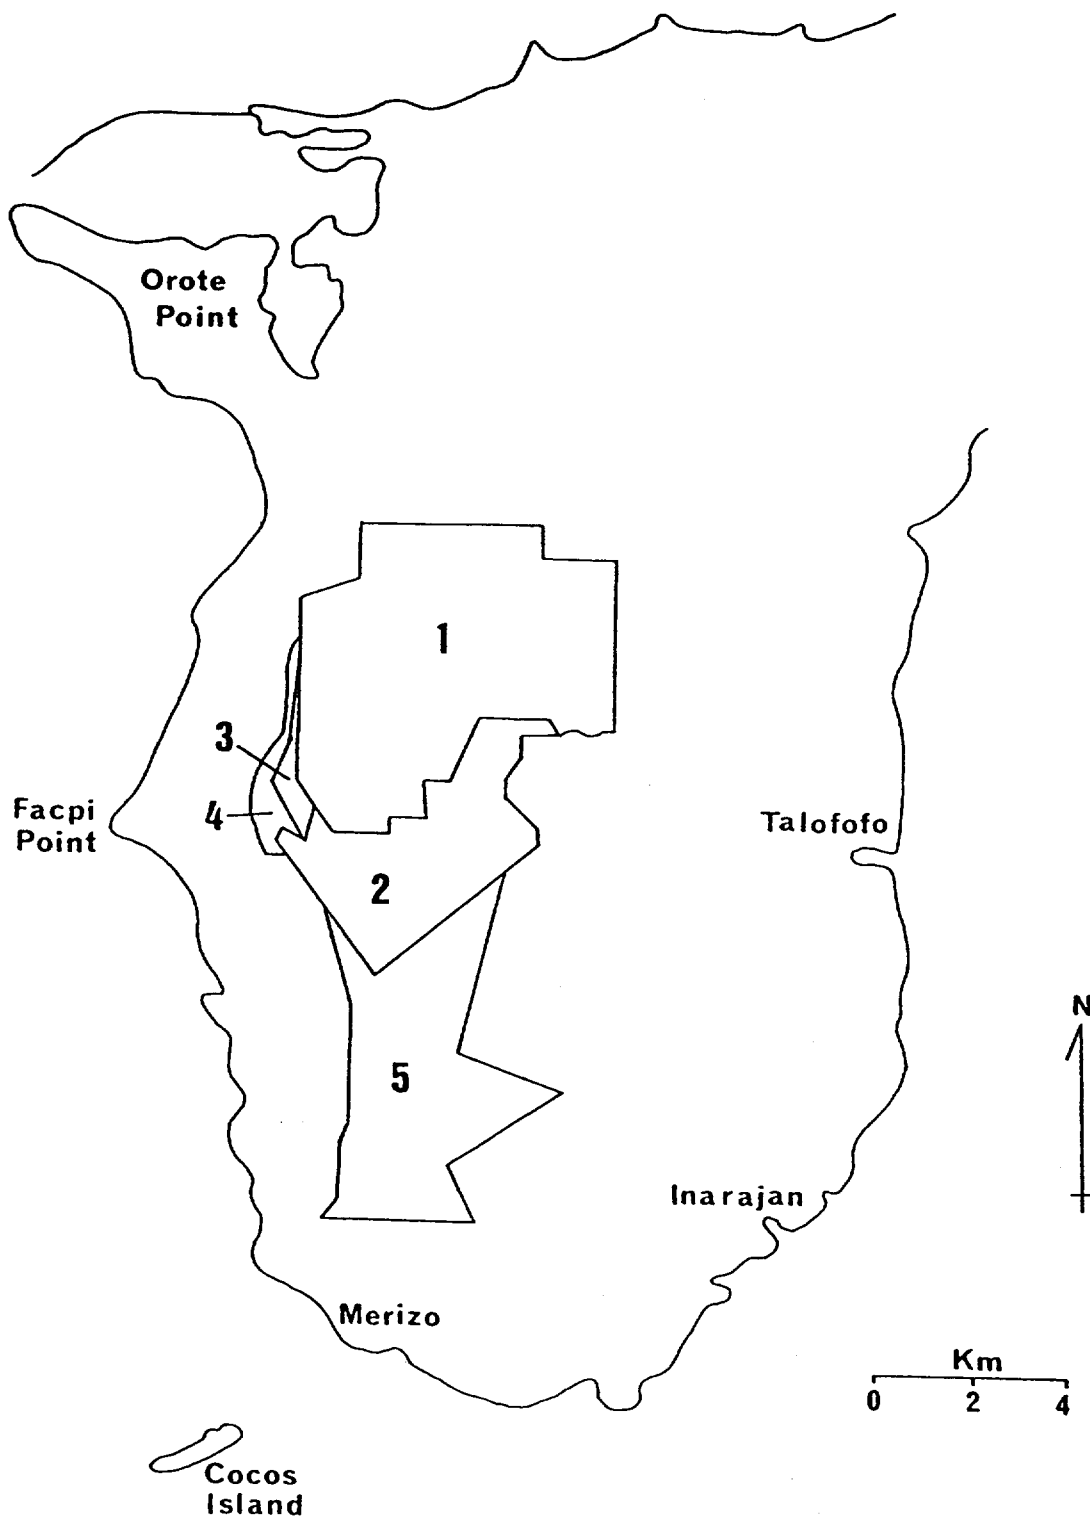 Orote
Point
1
3
4
Facpi
Point
Talofofo
2
N
5
Inarajan
Merizo
Km
0 2 4
Cocos
Island